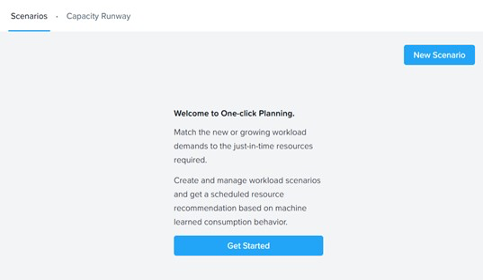 Scenarios • Capacity Runway
New Scenario
Welcome to One-click Planning.
Match the new or growing workload
demands to the just-in-time resources
required.
Create and manage workload scenarios
and get a scheduled resource
recommendation based on machine
learned consumption behavior.
Get Started